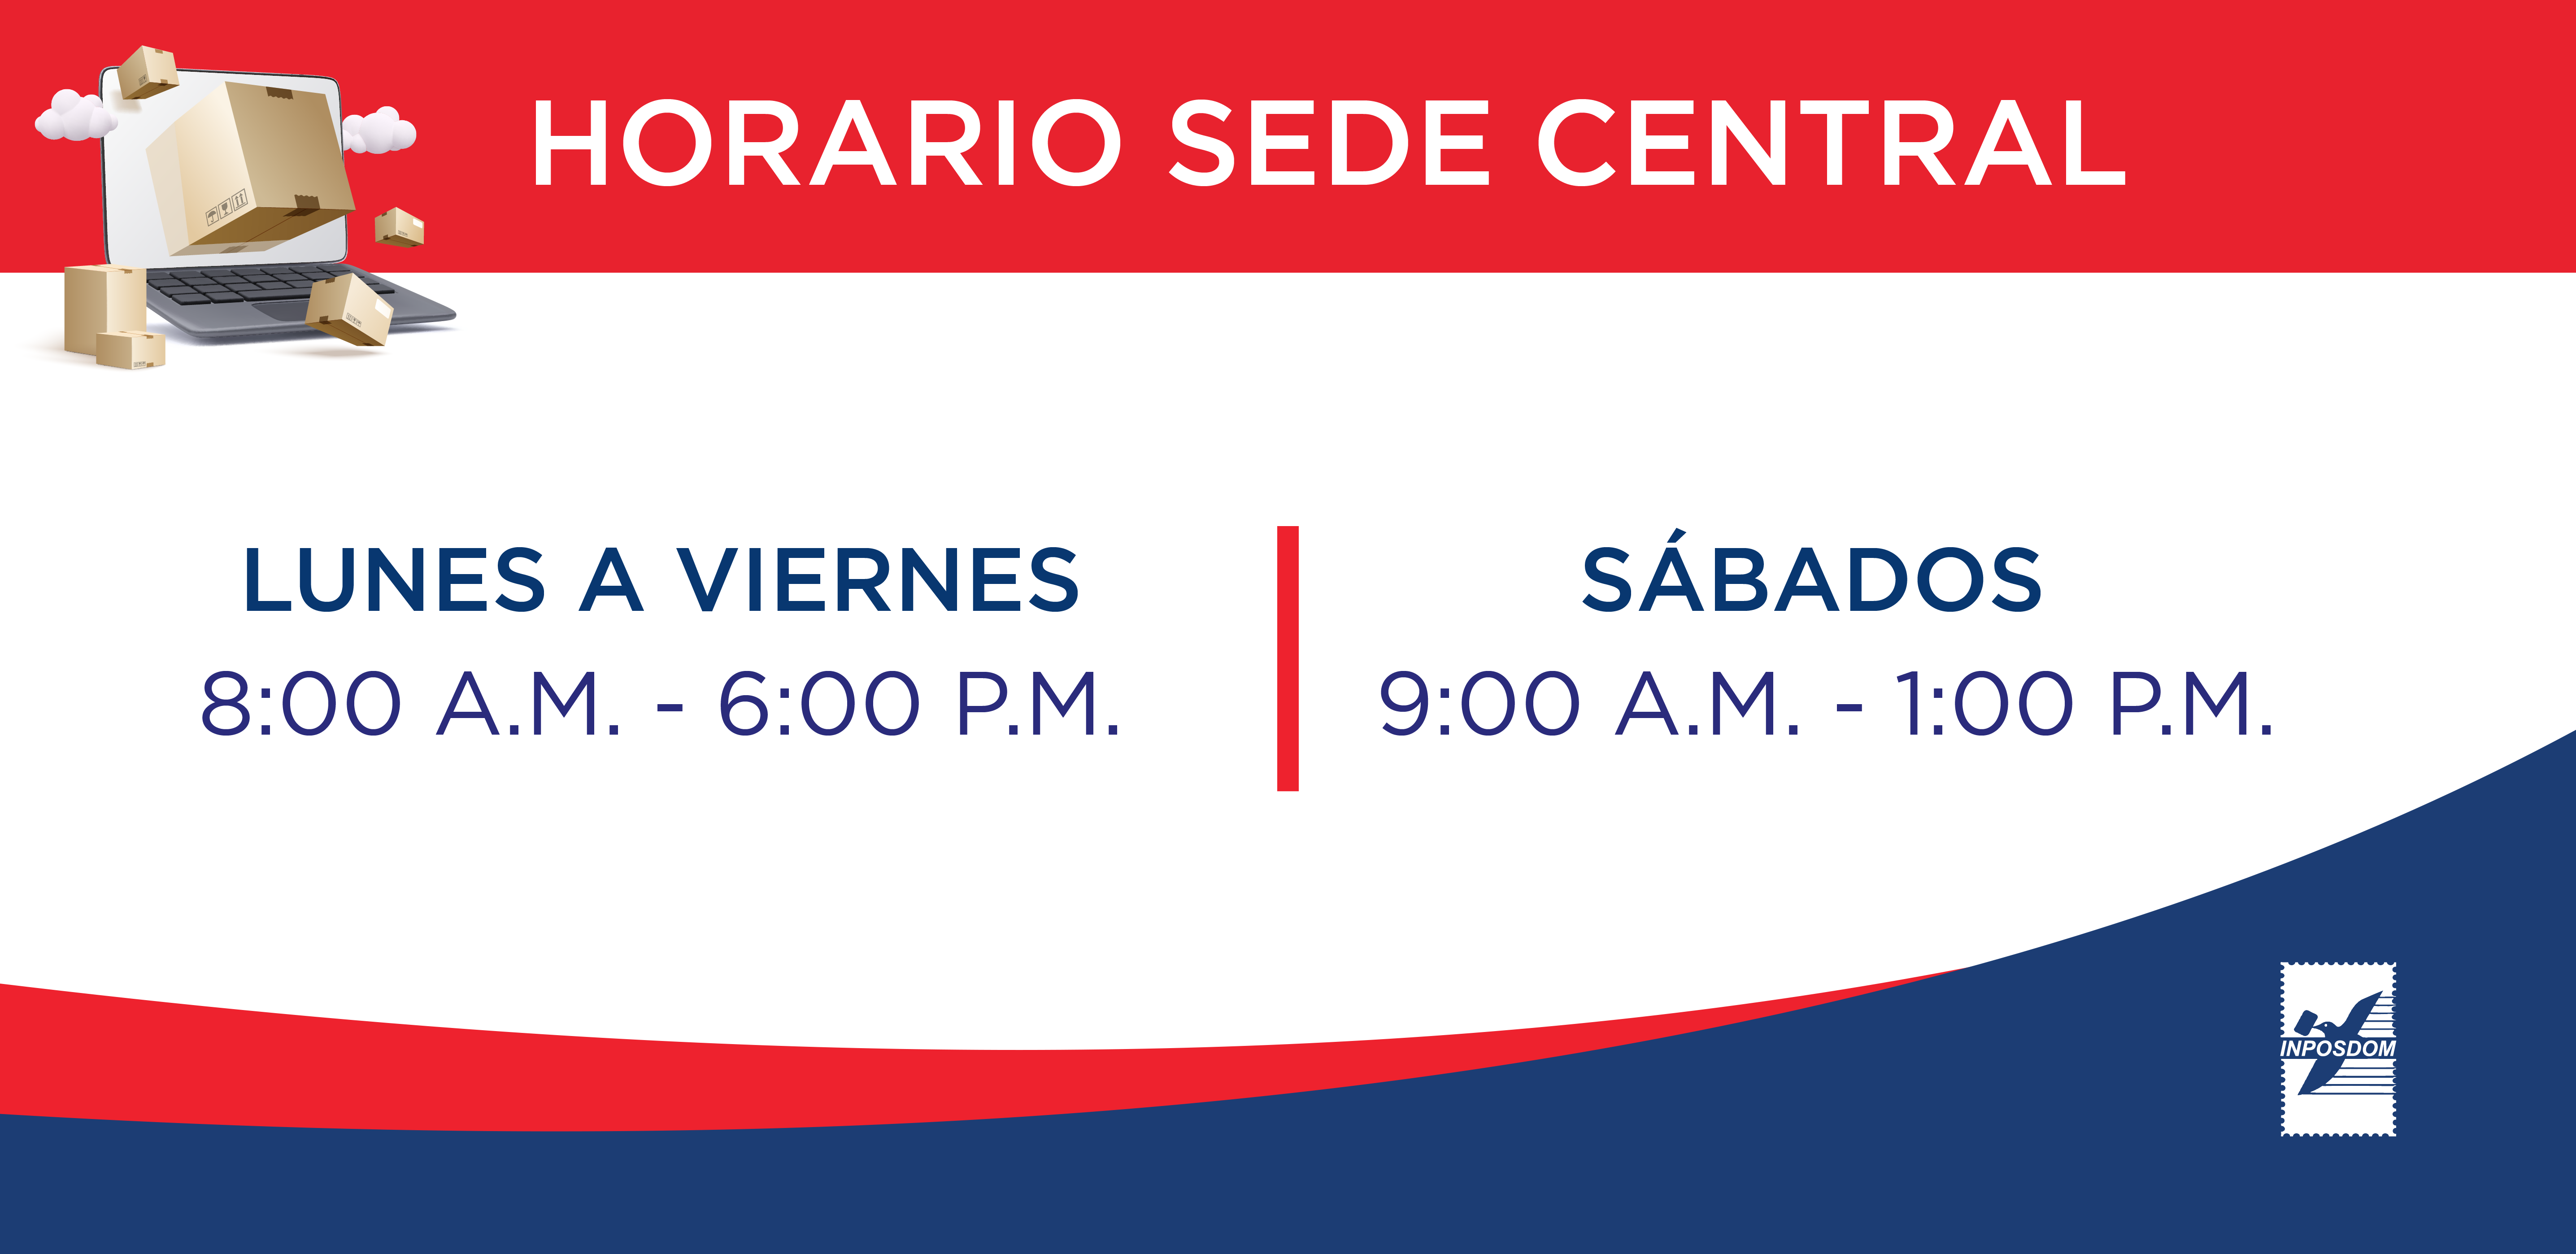 HORARIO SEDE CENTRAL
LUNES A VIERNES
8:00 A.M. - 6:00 P.M.
SÁBADOS
9:00 A.M. - 1:00 P.M.
INPOSDOM